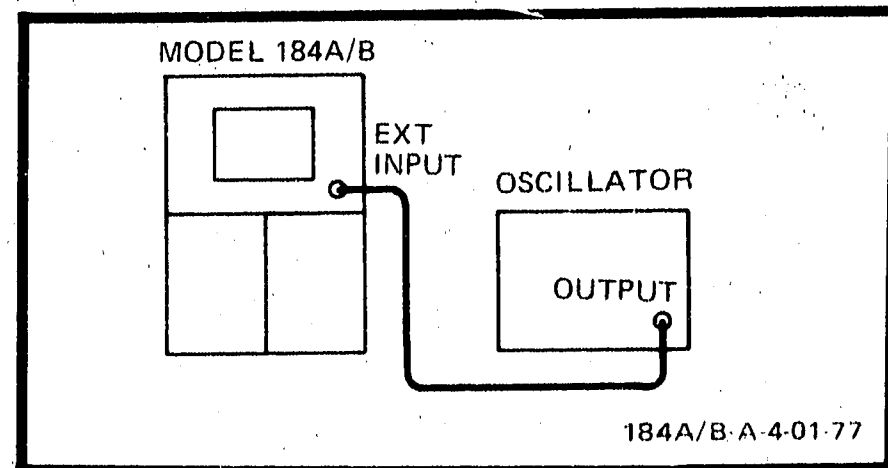 MODEL 184A/B
EXT
INPUT
OSCILLATOR
OUTPUT
184A/B-A-4-01-77